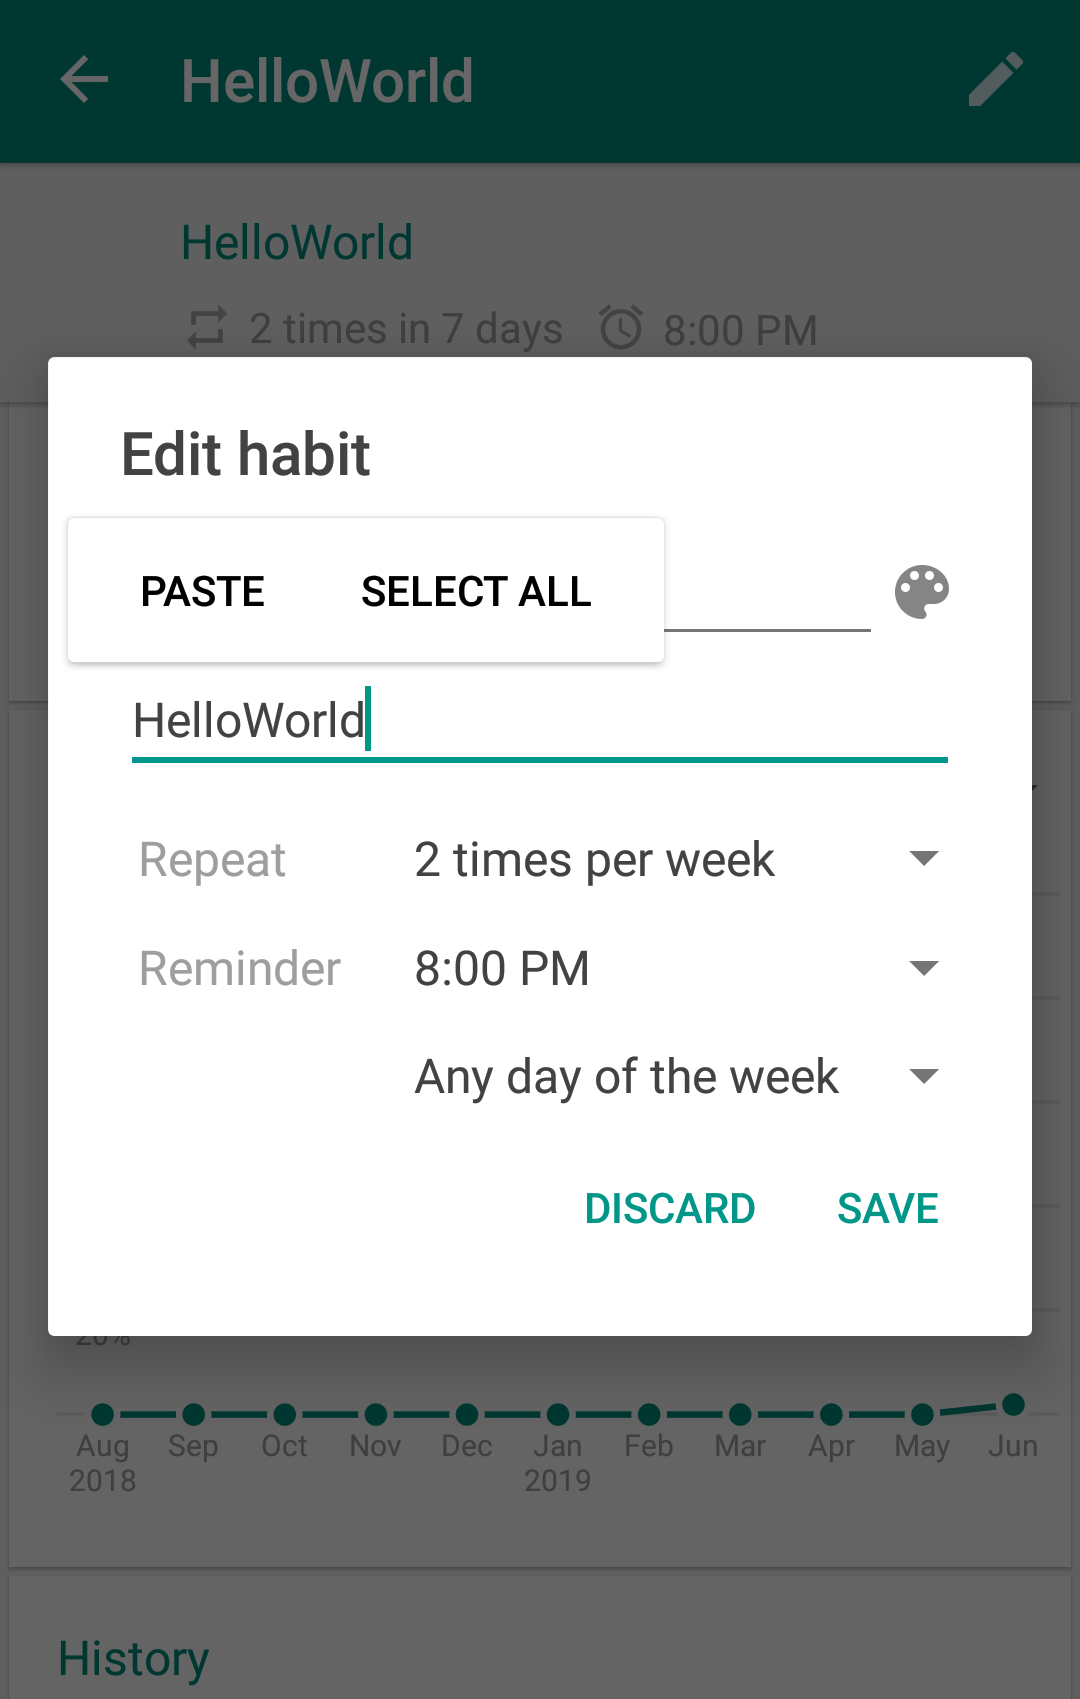 HelloWorld
HelloWorld
2 times in 7 days 8:00 PM
Edit habit
PASTE SELECT ALL
HelloWorld
Repeat 2 times per week
Reminder 8:00 PM
Any day of the week
DISCARD SAVE
20%
Aug Sep Oct Nov Dec Jan Feb Mar Apr May Jun
2018 2019
History